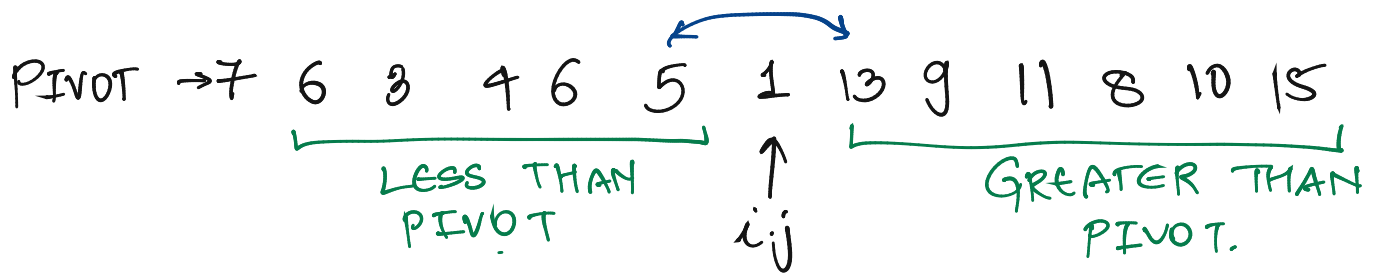 PIVOT → 7 6 3 4 6 5 1 13 9 11 8 10 15
LESS THAN
PIVOT
i.j
GREATER THAN
PIVOT.